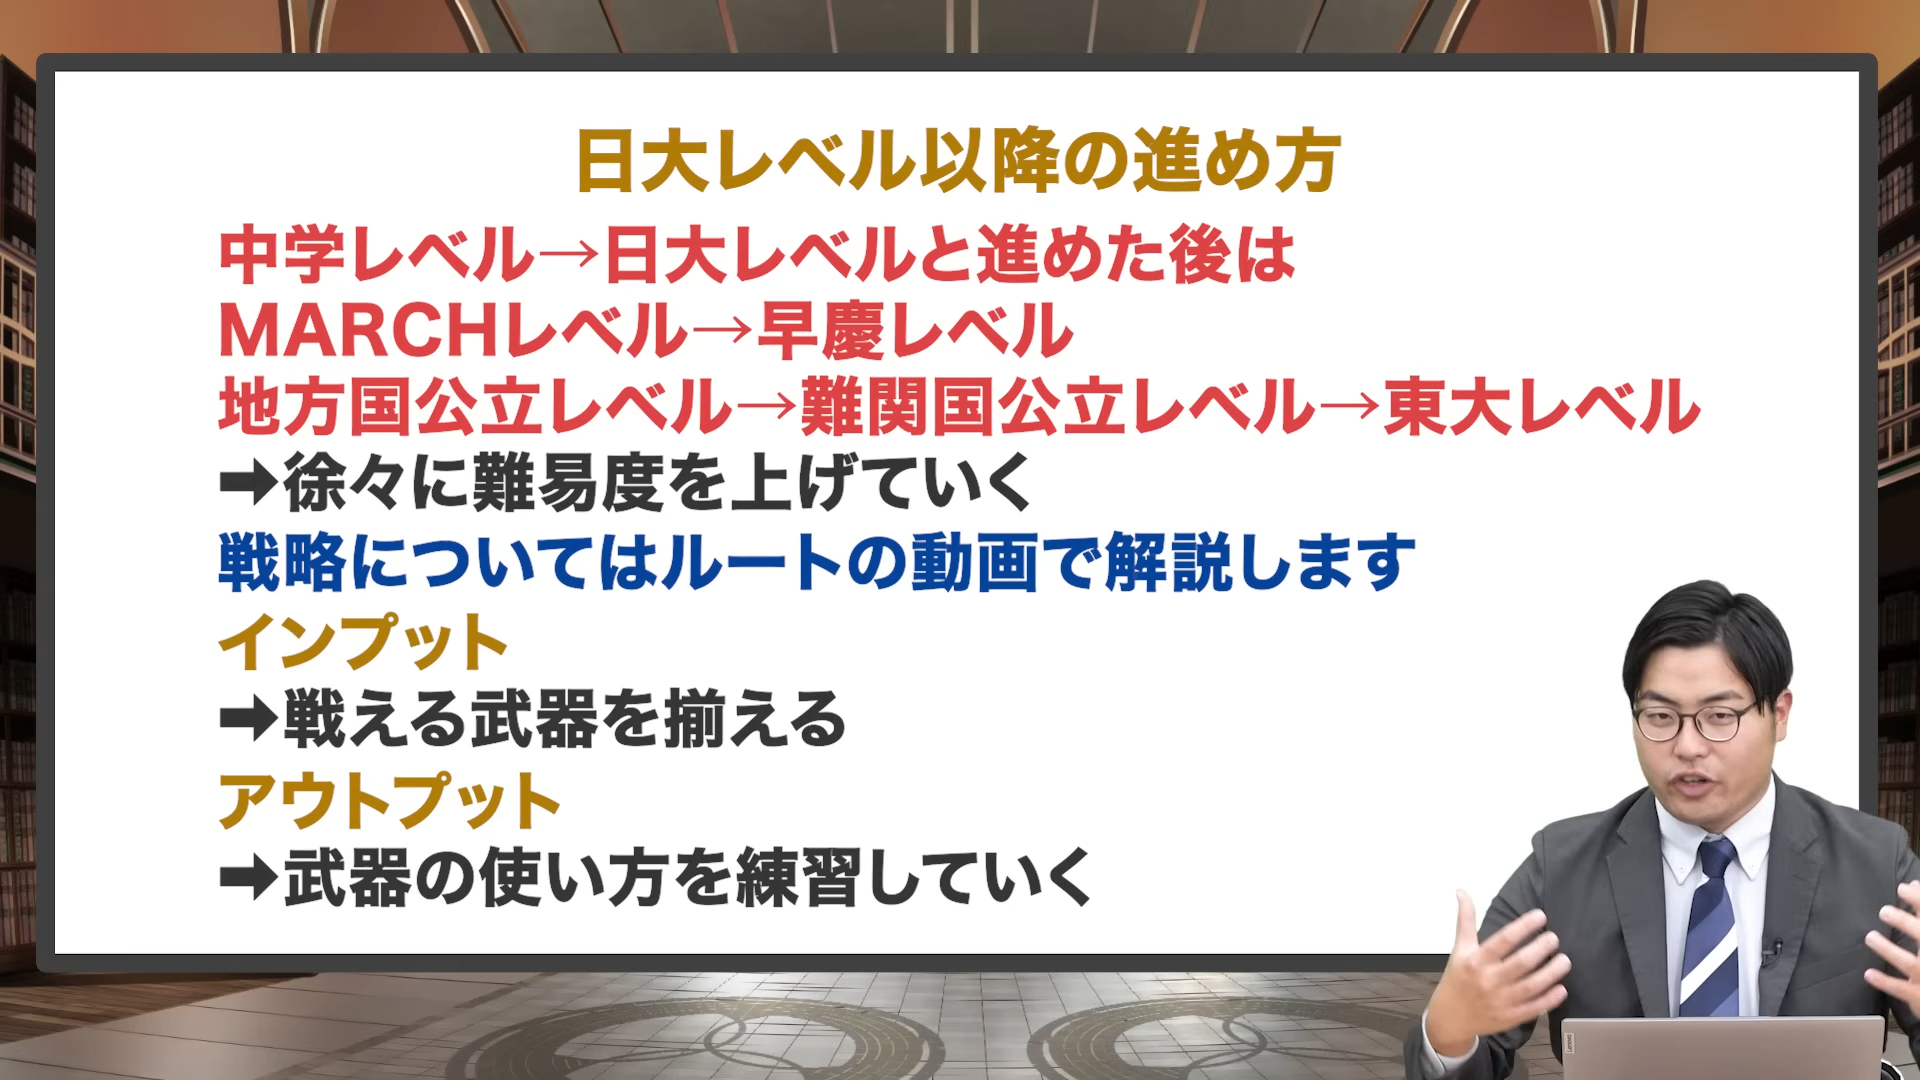 日大レベル以降の進め方
中学レベル→日大レベルと進めた後は
MARCHレベル→早慶レベル
地方国公立レベル→難関国公立レベル→東大レベル
➡徐々に難易度を上げていく
戦略についてはルートの動画で解説します
インプット
➡戦える武器を揃える
アウトプット
➡武器の使い方を練習していく
Lenovo